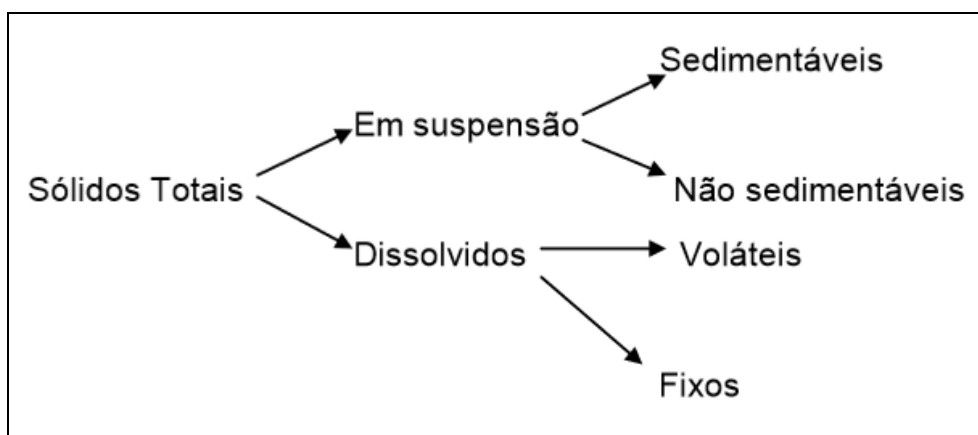 Sedimentáveis
Em suspensão
Sólidos Totais
Não sedimentáveis
Dissolvidos
Voláteis
Fixos